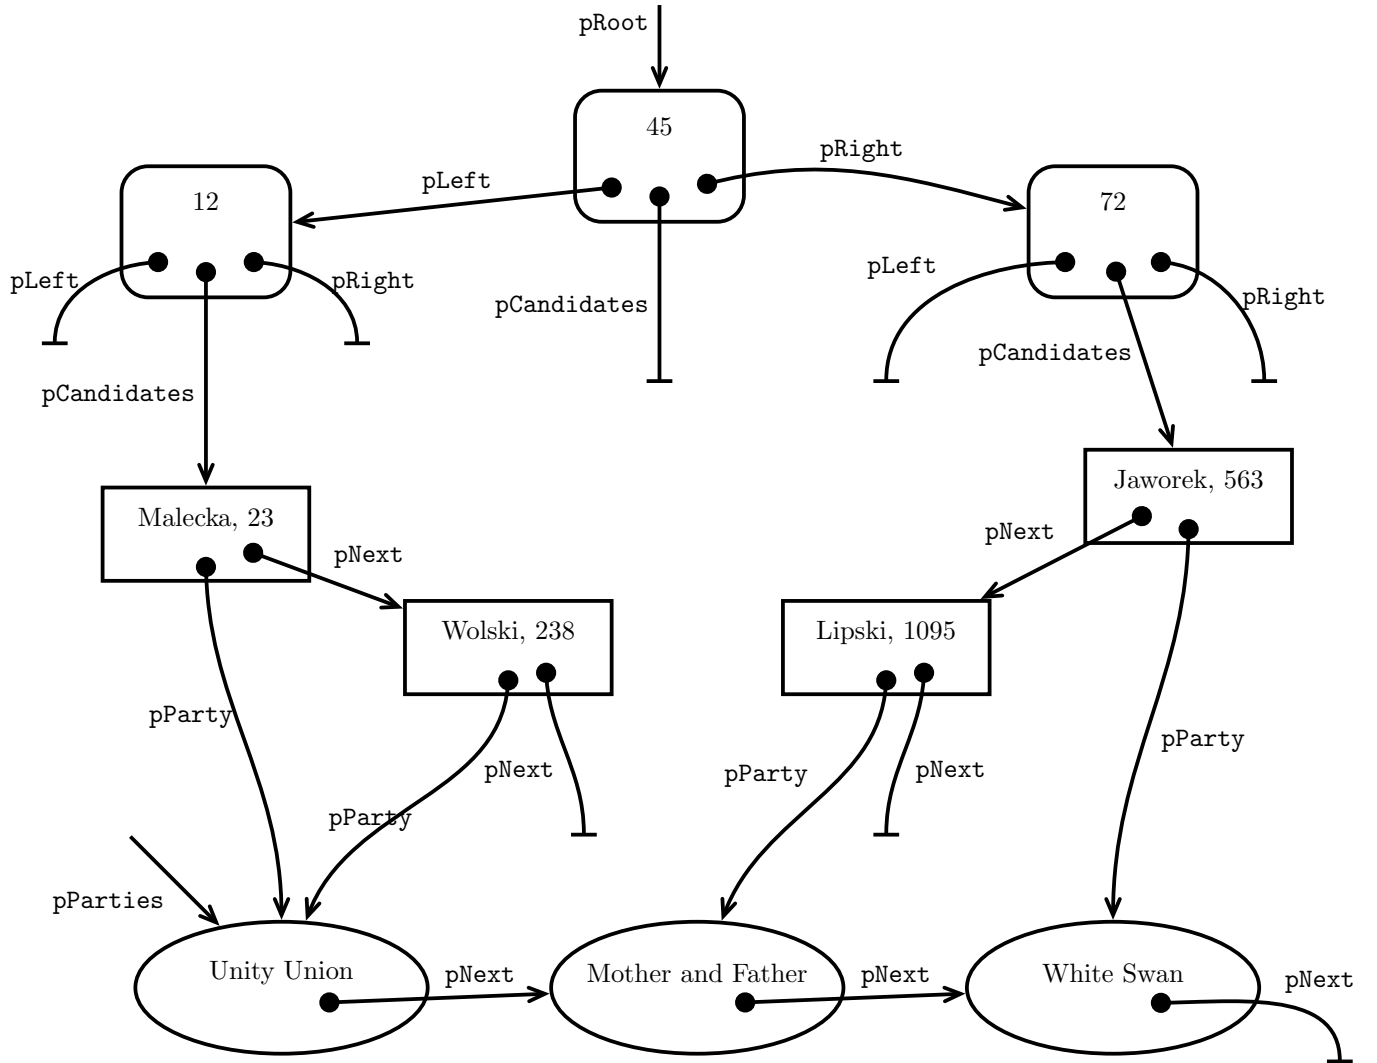 pRoot
45
pRight
pLeft
12
72
pLeft
pRight
pCandidates
pLeft
pRight
pCandidates
pCandidates
Jaworek, 563
Malecka, 23
pNext
pNext
Wolski, 238
Lipski, 1095
pParty
pParty
pNext
pParty
pNext
pParty
pParties
Unity Union
pNext
Mother and Father
pNext
White Swan
pNext